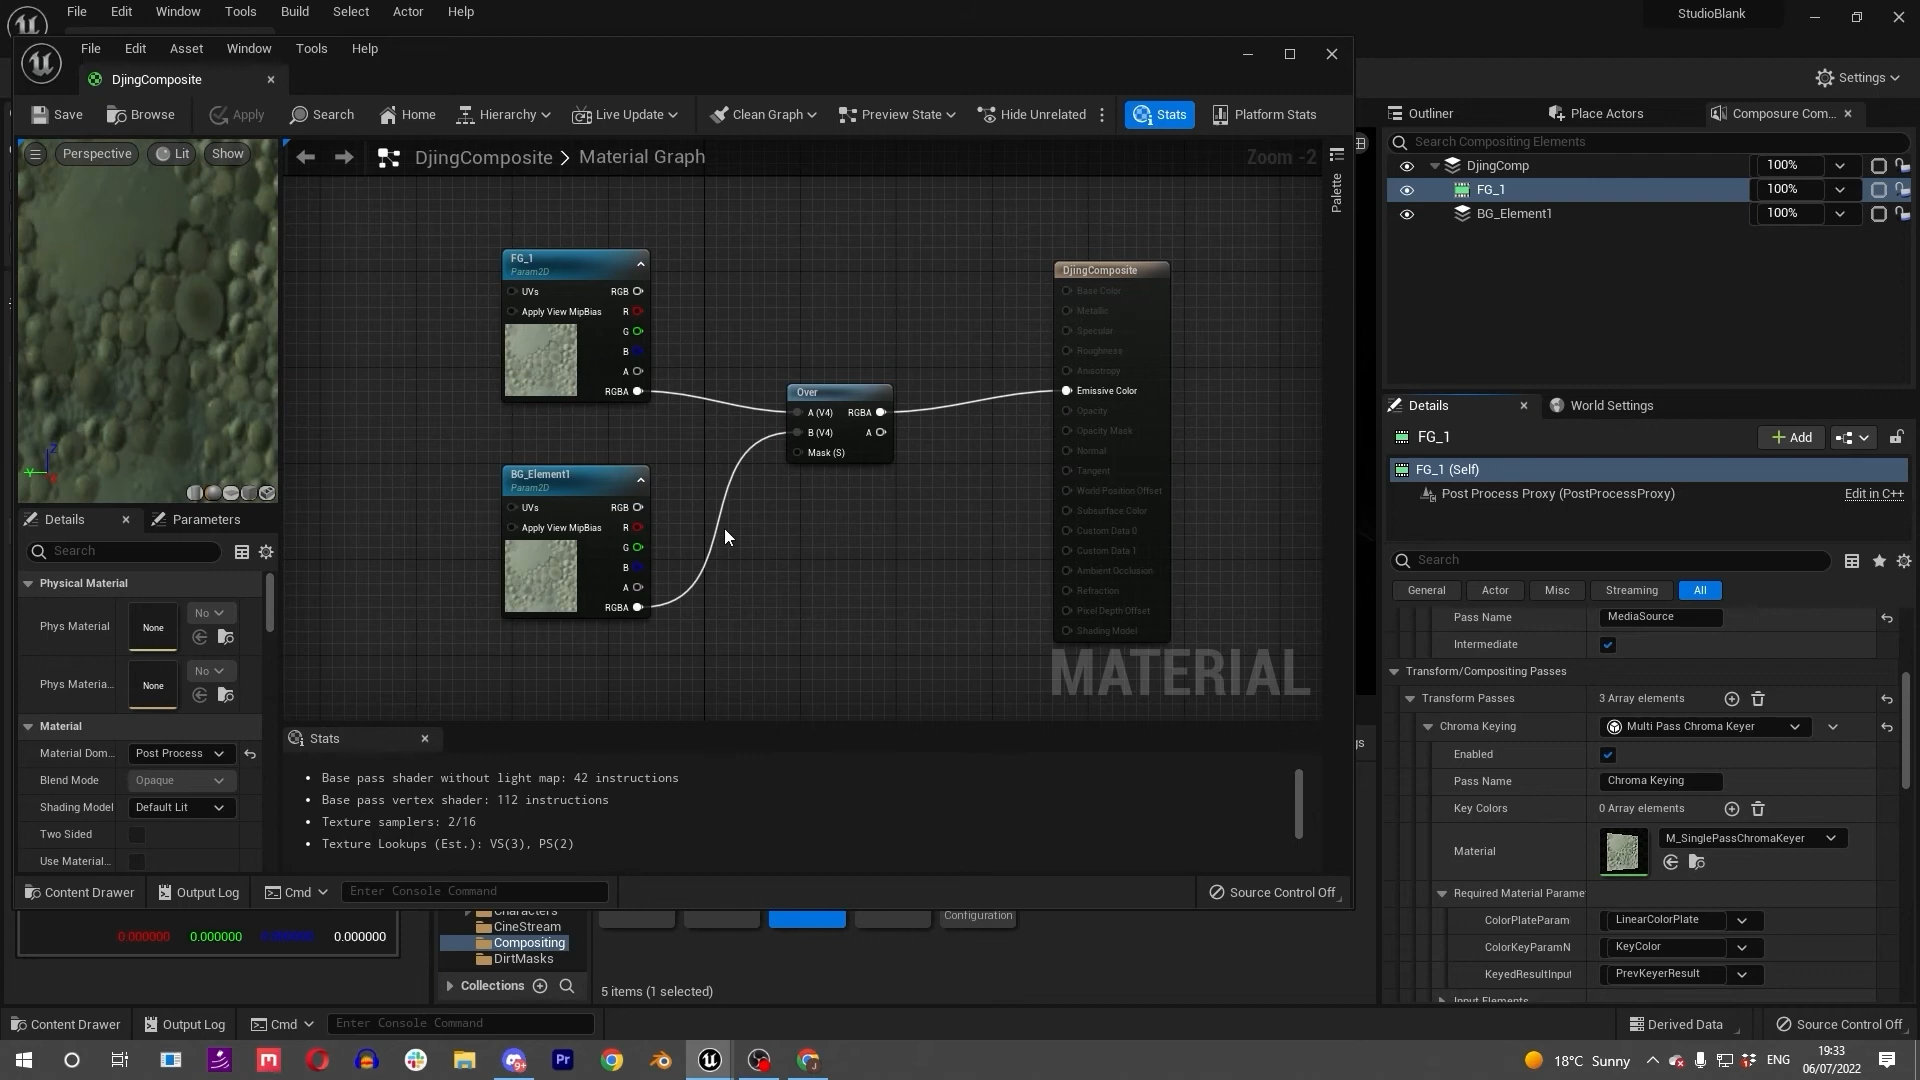 File Edit Window Tools Build Select Actor Help
StudioBlank
File Edit Asset Window Tools Help
DjingComposite
Settings
Save Browse Apply Search Home Hierarchy Live Update Clean Graph Preview State Hide Unrelated Stats Platform Stats
Outliner Place Actors Composure Com...
Search Compositing Elements
DjingComp 100%
FG_1 100%
BG_Element1 100%
Perspective Lit Show
DjingComposite > Material Graph
Zoom -2
Palette
FG_1
Param2D
UVs RGB
Apply View MipBias R
G
B
A
RGBA
BG_Element1
Param2D
UVs RGB
Apply View MipBias R
G
B
A
RGBA
Over
A (V4) RGBA
B (V4) A
Mask (S)
DjingComposite
Base Color
Metallic
Specular
Roughness
Anisotropy
Emissive Color
Opacity
Opacity Mask
Normal
Tangent
World Position Offset
Subsurface Color
Custom Data 0
Custom Data 1
Ambient Occlusion
Refraction
Pixel Depth Offset
Shading Model
MATERIAL
Details Parameters
Search
Physical Material
Phys Material None No
Phys Materia... None No
Material
Material Dom... Post Process
Blend Mode Opaque
Shading Model Default Lit
Two Sided
Use Material...
Stats
• Base pass shader without light map: 42 instructions
• Base pass vertex shader: 112 instructions
• Texture samplers: 2/16
• Texture Lookups (Est.): VS(3), PS(2)
Content Drawer Output Log Cmd Enter Console Command Source Control Off
Details World Settings
FG_1 Add
FG_1 (Self)
Post Process Proxy (PostProcessProxy) Edit in C++
Search
General Actor Misc Streaming All
Pass Name MediaSource
Intermediate
Transform/Compositing Passes
Transform Passes 3 Array elements
Chroma Keying Multi Pass Chroma Keyer
Enabled
Pass Name Chroma Keying
Key Colors 0 Array elements
Material M_SinglePassChromaKeyer
Required Material Parame
ColorPlateParam LinearColorPlate
ColorKeyParamN KeyColor
KeyedResultInput PrevKeyerResult
Input Elements
gs
0.000000 0.000000 0.000000 0.000000
Characters
CineStream
Compositing
DirtMasks
Collections
Configuration
5 items (1 selected)
Content Drawer Output Log Cmd Enter Console Command Derived Data Source Control Off
18°C Sunny ENG 19:33
06/07/2022